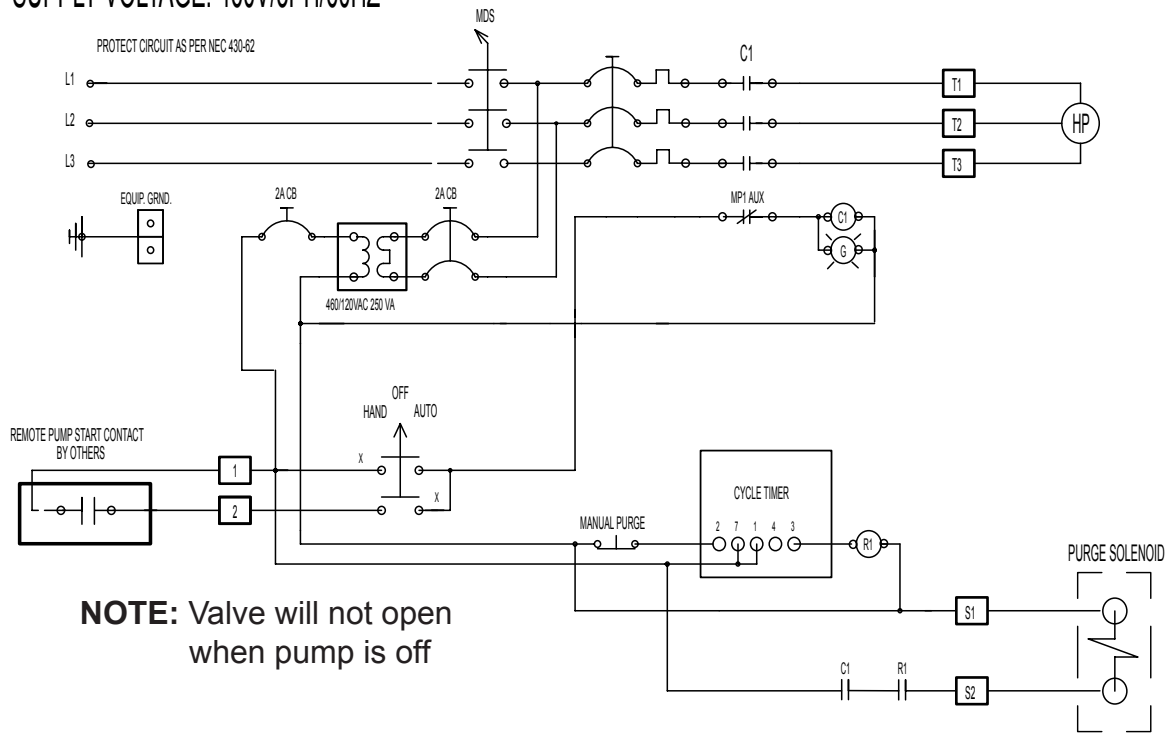 MDS
PROTECT CIRCUIT AS PER NEC 430-62
C1
L1
T1
L2
T2
HP
L3
T3
EQUIP. GRND.
2A CB
2A CB
MP1 AUX
C1
G
460/120VAC 250 VA
OFF
HAND AUTO
REMOTE PUMP START CONTACT
BY OTHERS
X
1
X
2
CYCLE TIMER
MANUAL PURGE
2 7 1 4 3
R1
PURGE SOLENOID
NOTE: Valve will not open
when pump is off
S1
C1 R1
S2